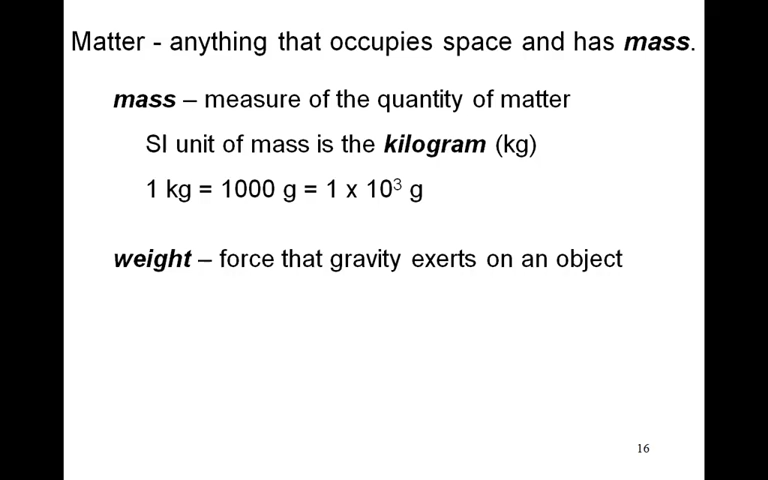 Matter - anything that occupies space and has mass.
mass – measure of the quantity of matter
SI unit of mass is the kilogram (kg)
1 kg = 1000 g = 1 x 10³ g
weight – force that gravity exerts on an object
16